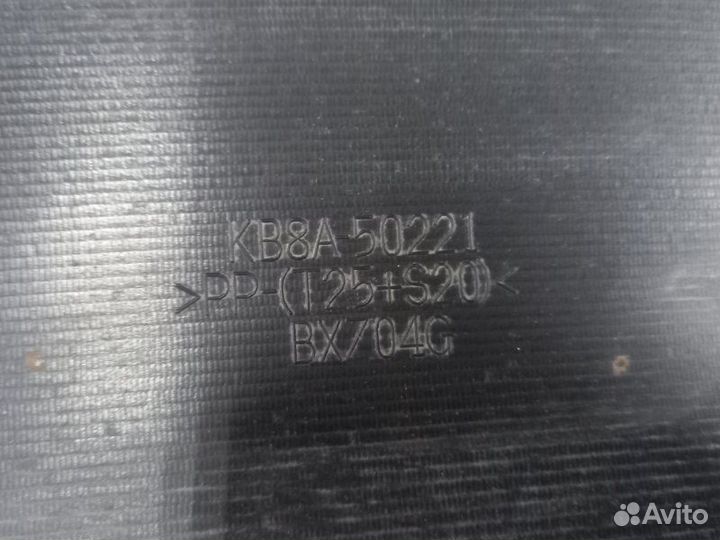 KB8A-50221
>PP-(T25+S20)<
BX/04G
Avito